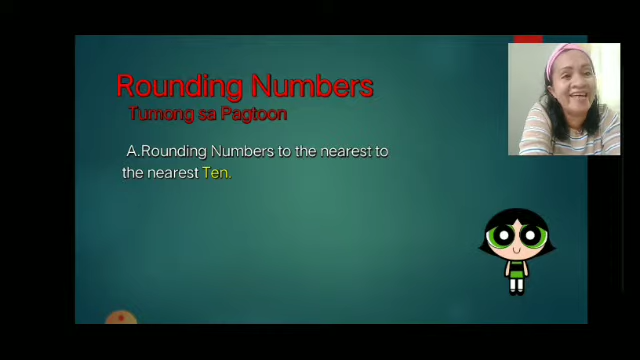 Rounding Numbers
Tumong sa Pagtoon
A.Rounding Numbers to the nearest to
the nearest Ten.